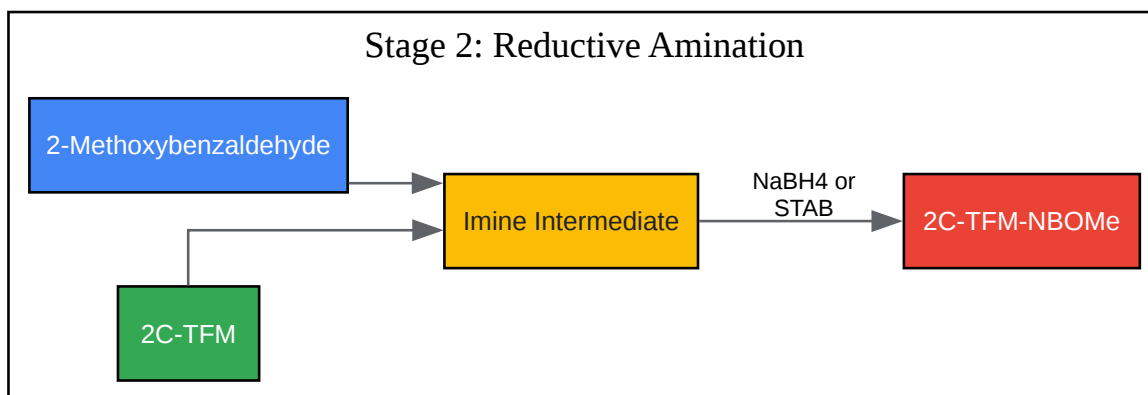 Stage 2: Reductive Amination
2-Methoxybenzaldehyde
NaBH4 or
STAB
Imine Intermediate
2C-TFM-NBOMe
2C-TFM